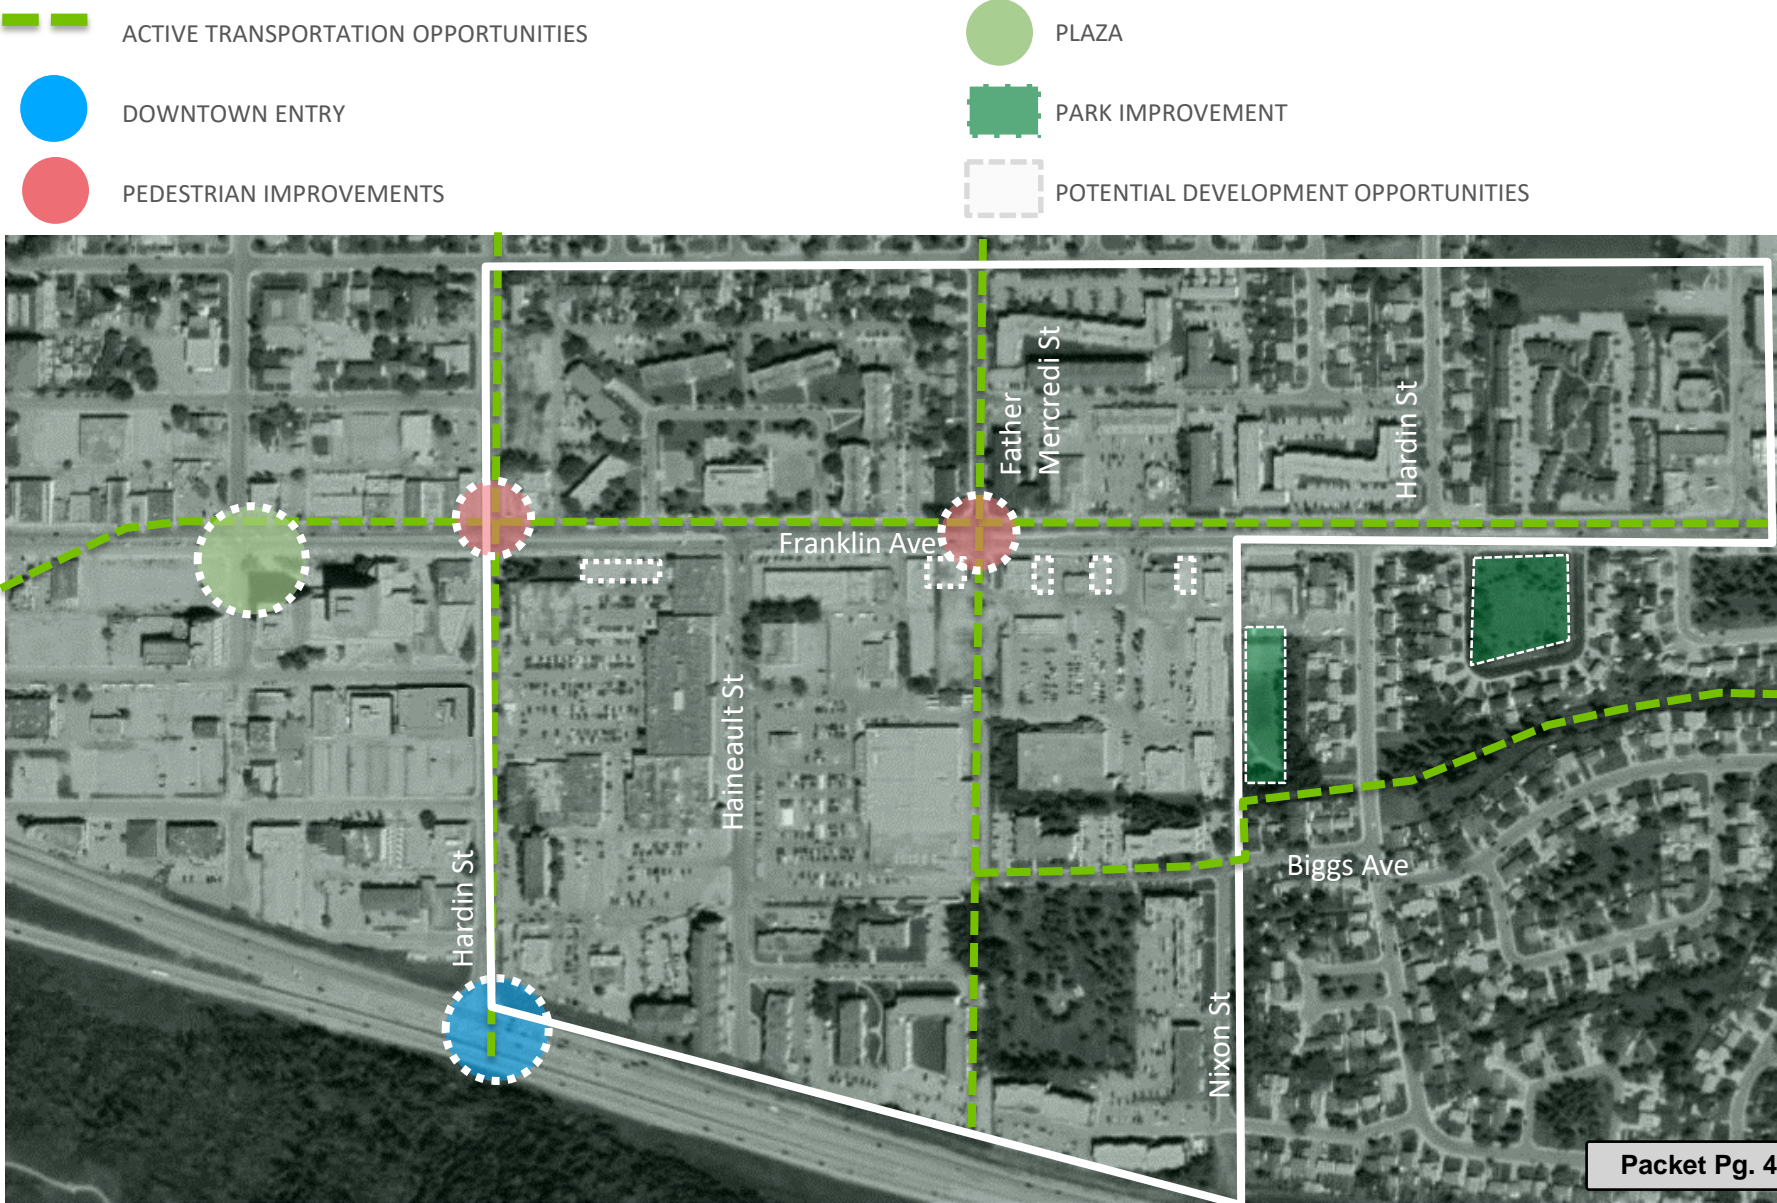 ACTIVE TRANSPORTATION OPPORTUNITIES
PLAZA
DOWNTOWN ENTRY
PARK IMPROVEMENT
PEDESTRIAN IMPROVEMENTS
POTENTIAL DEVELOPMENT OPPORTUNITIES
Father
Mercredi St
Hardin St
Franklin Ave
Haineault St
Hardin St
Biggs Ave
Nixon St
Packet Pg. 4